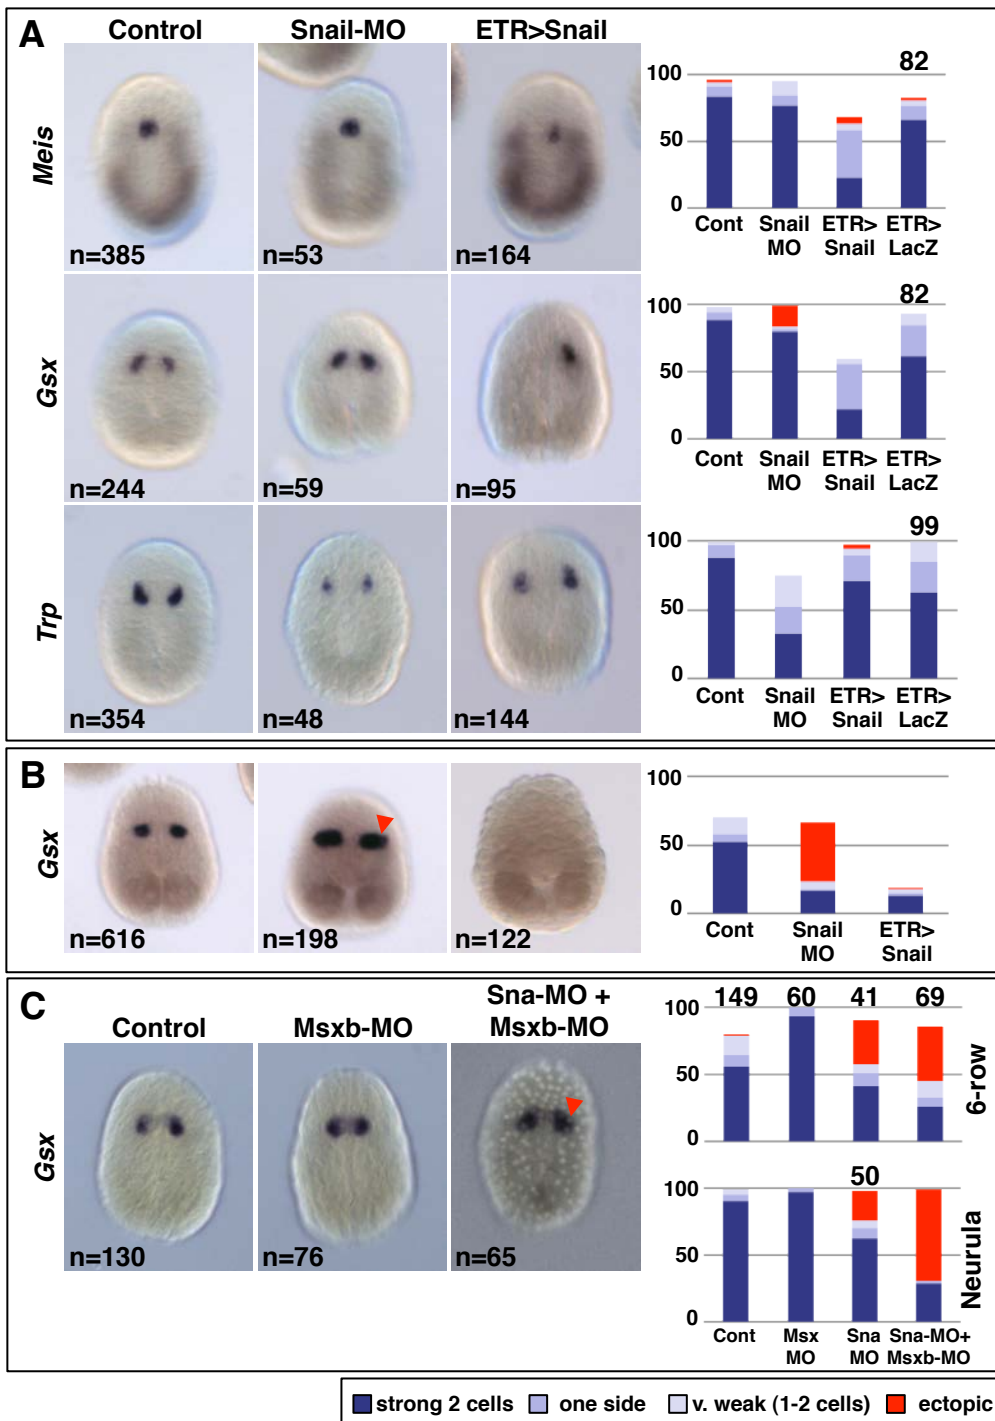 A
Control Snail-MO ETR>Snail
Meis
n=385 n=53 n=164
82
100
50
0
Cont Snail MO ETR> Snail ETR> LacZ
Gsx
n=244 n=59 n=95
82
100
50
0
Cont Snail MO ETR> Snail ETR> LacZ
Trp
n=354 n=48 n=144
99
100
50
0
Cont Snail MO ETR> Snail ETR> LacZ
B
Gsx
n=616 n=198 n=122
100
50
0
Cont Snail MO ETR> Snail
C
Control Msxb-MO Sna-MO + Msxb-MO
Gsx
n=130 n=76 n=65
149 60 41 69
100
50
0
6-row
50
100
50
0
Neurula
Cont Msx MO Sna MO Sna-MO+ Msxb-MO
strong 2 cells one side v. weak (1-2 cells) ectopic